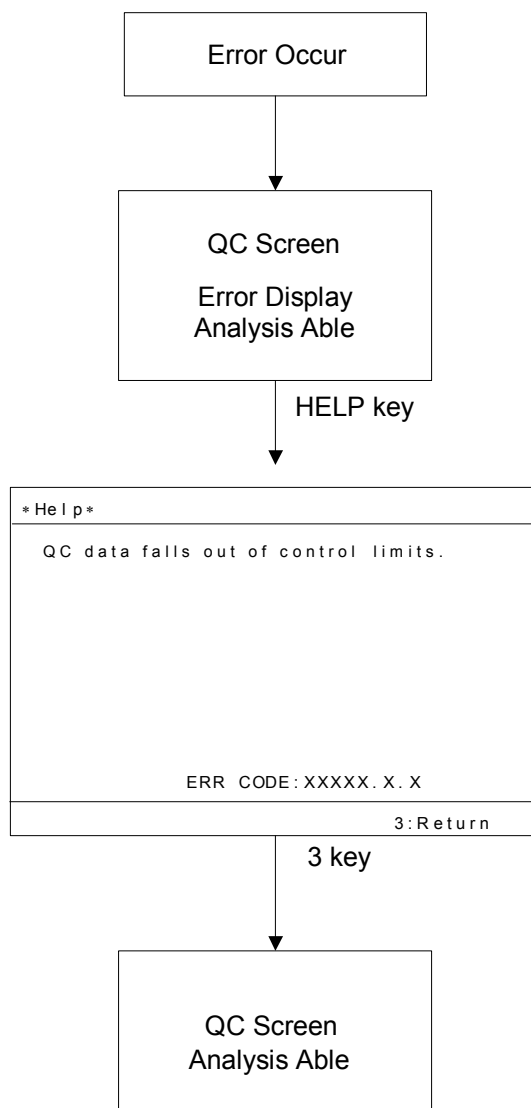 Error Occur
QC Screen
Error Display
Analysis Able
HELP key
*Help*
QC data falls out of control limits.
ERR CODE:XXXXX.X.X
3:Return
3 key
QC Screen
Analysis Able